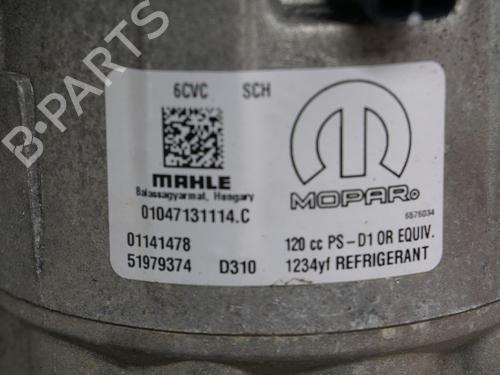 B-PARTS
6CVC SCH
MAHLE
Balassagyarmat, Hungary
01047131114.C
MOPAR®
6576034
01141478
51979374 D310
120 cc PS-D1 OR EQUIV.
1234yf REFRIGERANT